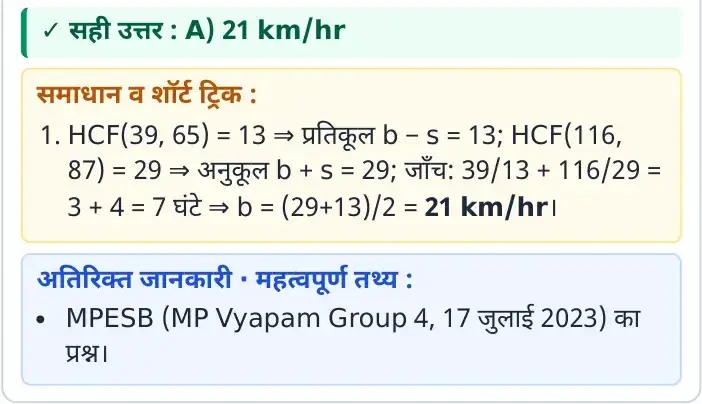 ✓ सही उत्तर : A) 21 km/hr
समाधान व शॉर्ट ट्रिक :
1. HCF(39, 65) = 13 ⇒ प्रतिकूल b − s = 13; HCF(116,
87) = 29 ⇒ अनुकूल b + s = 29; जाँच: 39/13 + 116/29 =
3 + 4 = 7 घंटे ⇒ b = (29+13)/2 = 21 km/hr।
अतिरिक्त जानकारी · महत्वपूर्ण तथ्य :
• MPESB (MP Vyapam Group 4, 17 जुलाई 2023) का
प्रश्न।